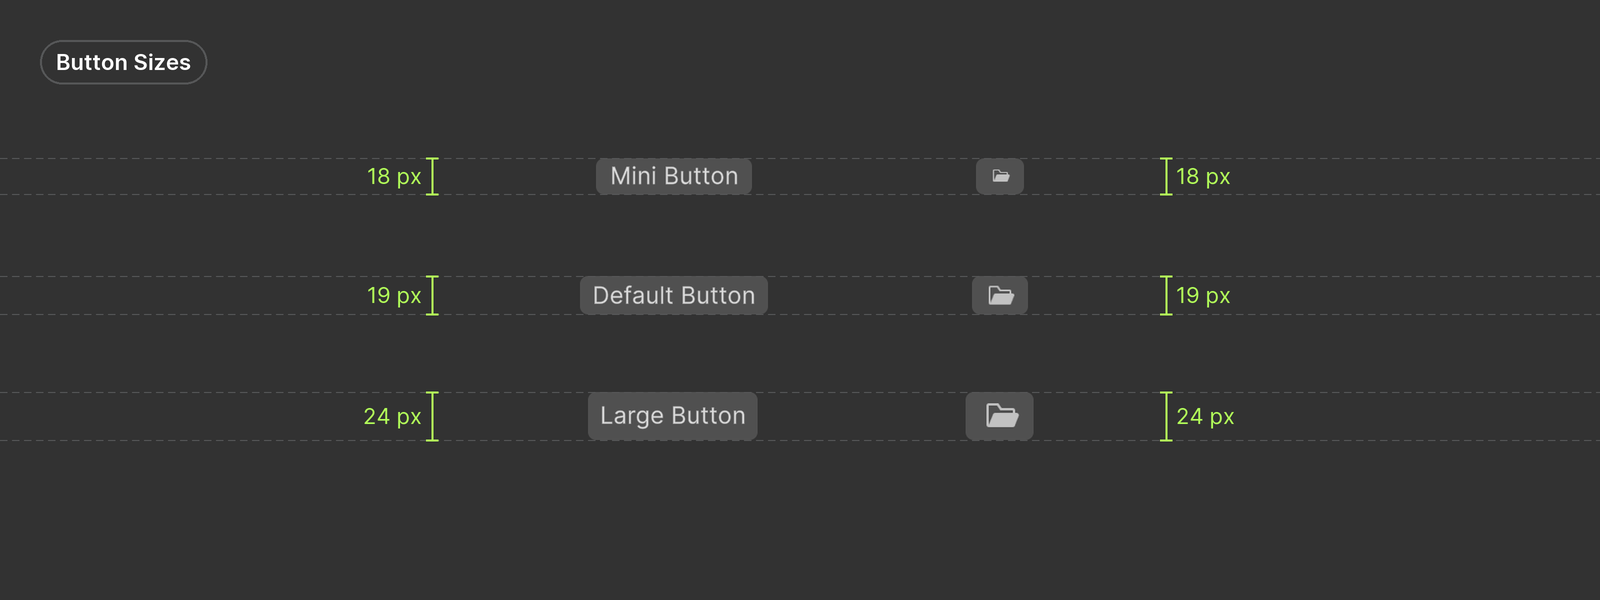 Button Sizes
18 px Mini Button 18 px
19 px Default Button 19 px
24 px Large Button 24 px